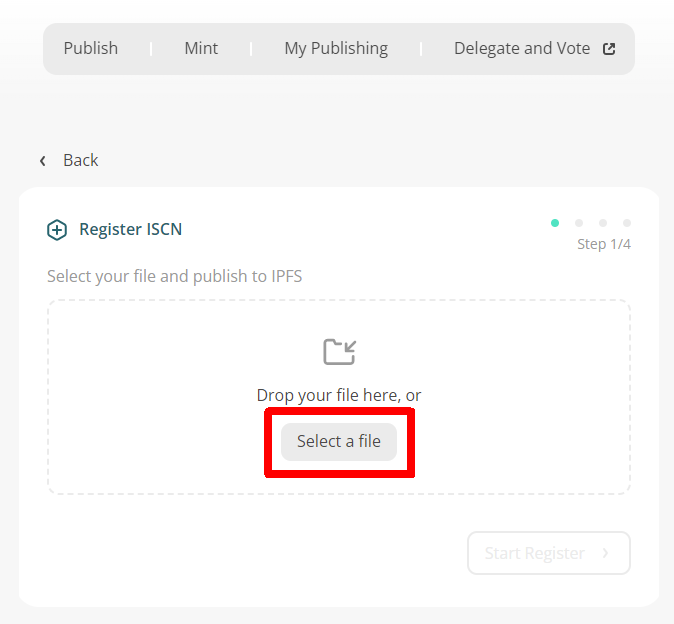 Publish Mint My Publishing Delegate and Vote
Back
Register ISCN
Step 1/4
Select your file and publish to IPFS
Drop your file here, or
Select a file
Start Register